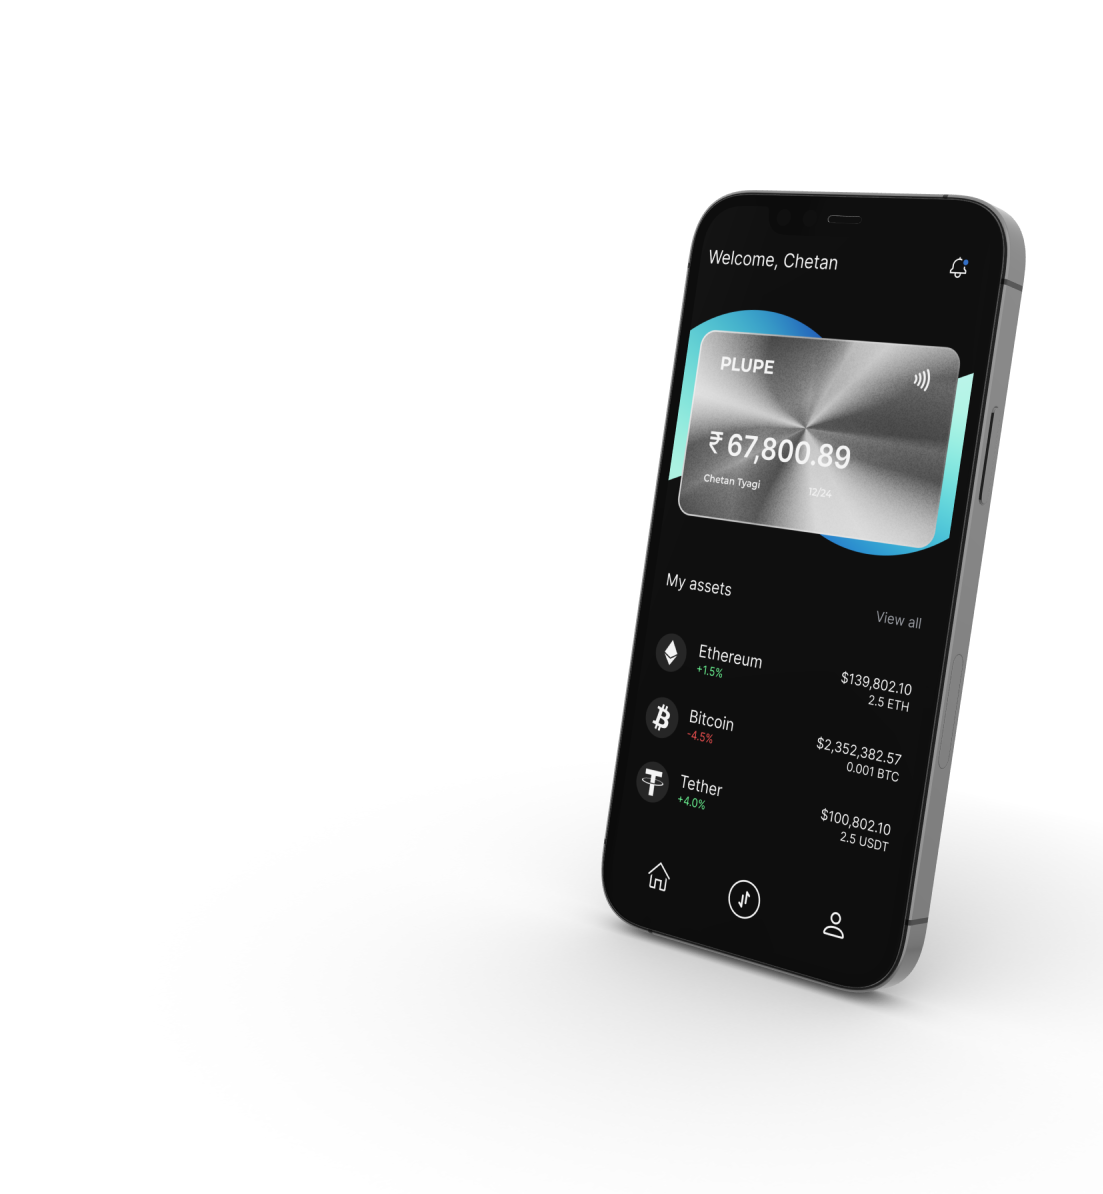 Welcome, Chetan
PLUPE
₹ 67,800.89
Chetan Tyagi 12/24
My assets
View all
Ethereum
+1.5%
$139,802.10
2.5 ETH
Bitcoin
-4.5%
$2,352,382.57
0.001 BTC
Tether
+4.0%
$100,802.10
2.5 USDT